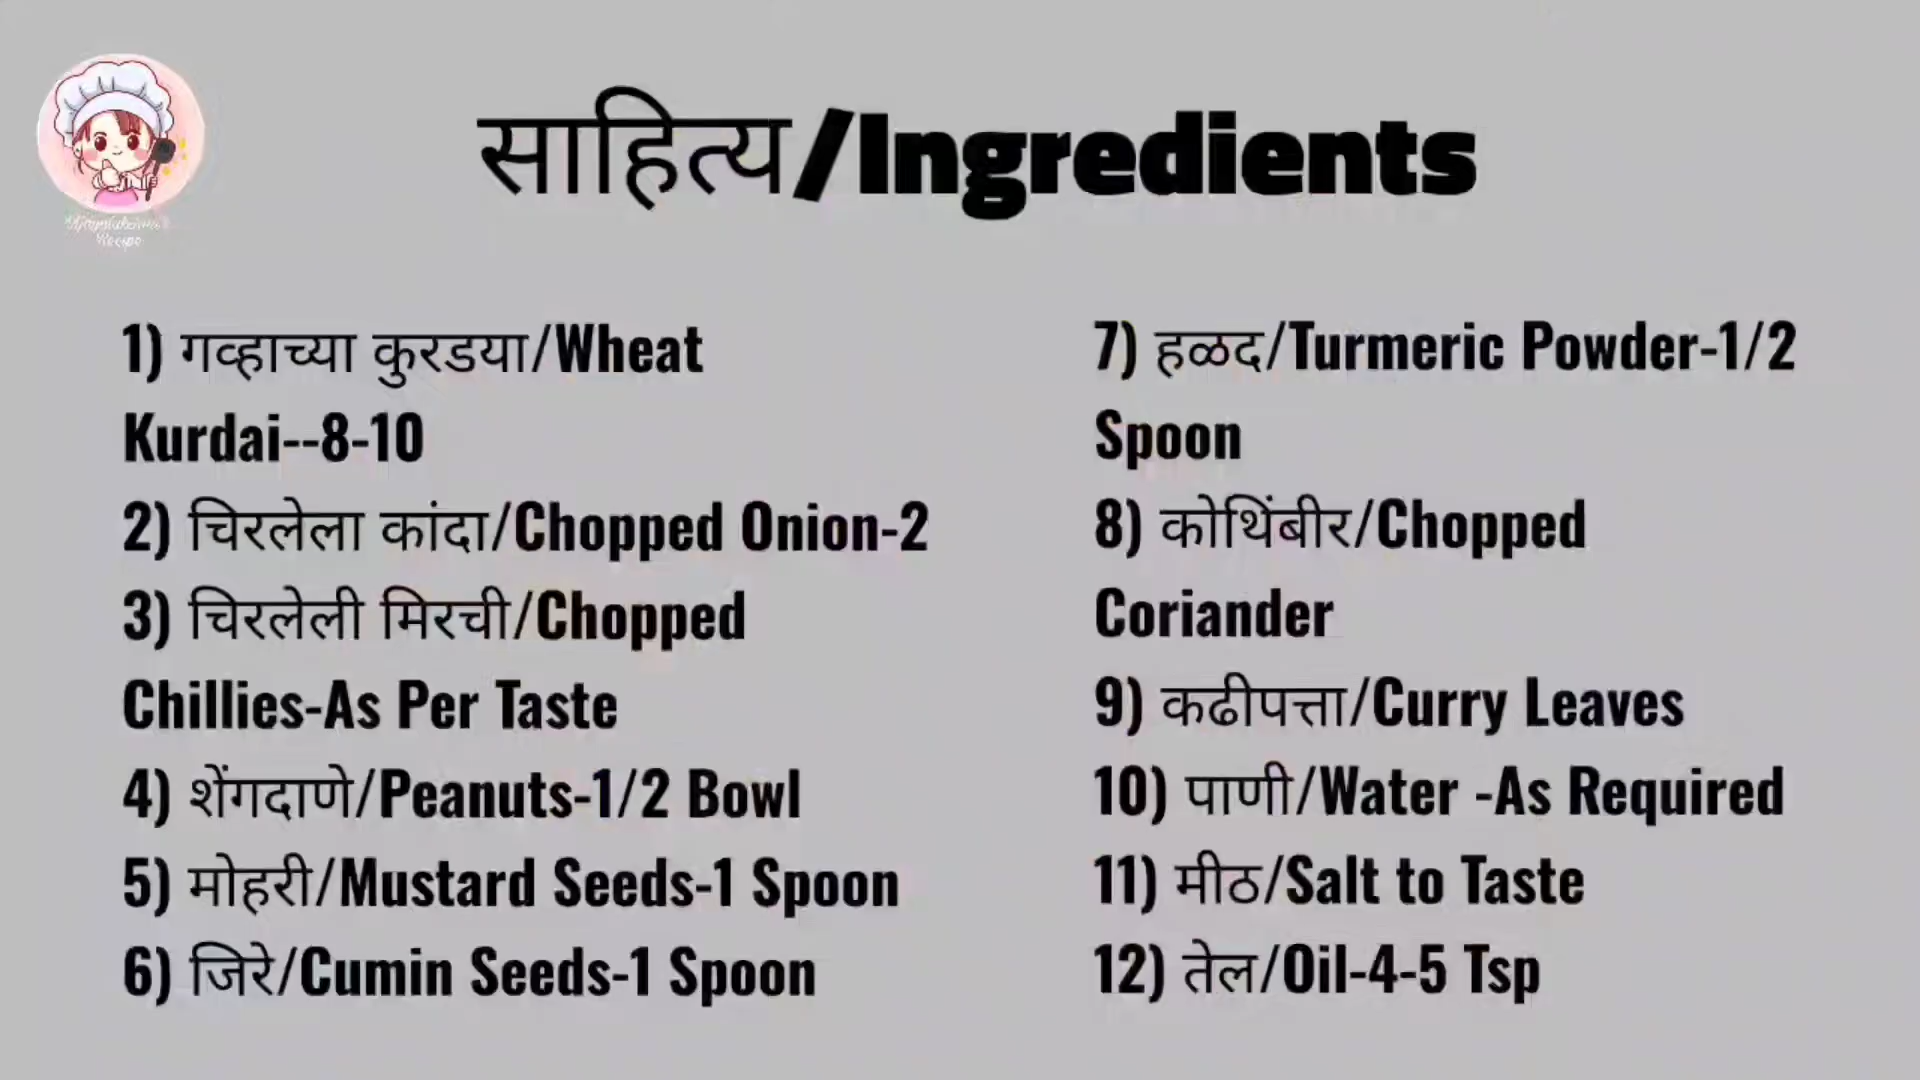 साहित्य/Ingredients
1) गव्हाच्या कुरडया/Wheat
Kurdai--8-10
2) चिरलेला कांदा/Chopped Onion-2
3) चिरलेली मिरची/Chopped
Chillies-As Per Taste
4) शेंगदाणे/Peanuts-1/2 Bowl
5) मोहरी/Mustard Seeds-1 Spoon
6) जिरे/Cumin Seeds-1 Spoon
7) हळद/Turmeric Powder-1/2
Spoon
8) कोथिंबीर/Chopped
Coriander
9) कढीपत्ता/Curry Leaves
10) पाणी/Water -As Required
11) मीठ/Salt to Taste
12) तेल/Oil-4-5 Tsp
Recipe